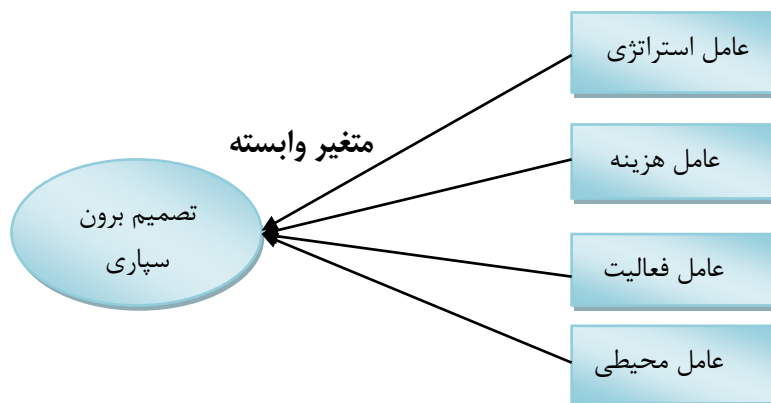 عامل استراتژی
متغیر وابسته
عامل هزینه
تصمیم برون
سپاری
عامل فعالیت
عامل محیطی